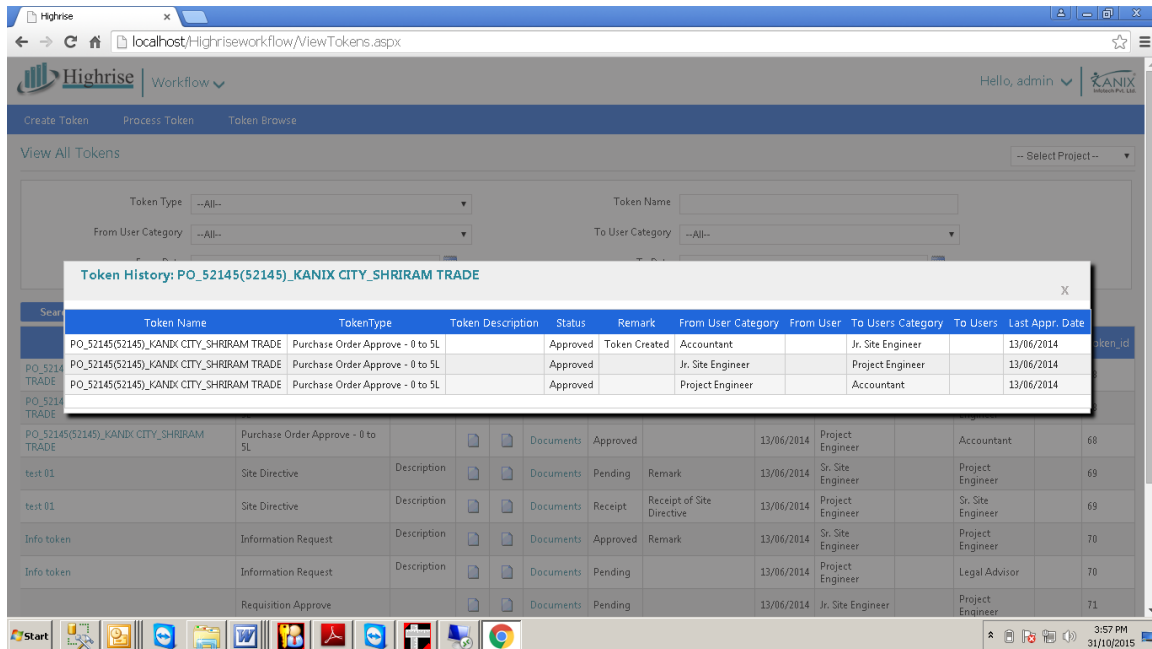 Highrise
localhost/Highriseworkflow/ViewTokens.aspx
Highrise Workflow Hello, admin KANIX
Infotech Pvt. Ltd.
Create Token Process Token Token Browse
View All Tokens -- Select Project --
Token Type --All-- Token Name
From User Category --All-- To User Category --All--
Token History: PO_52145(52145)_KANIX CITY_SHRIRAM TRADE
X
Token Name TokenType Token Description Status Remark From User Category From User To Users Category To Users Last Appr. Date
PO_52145(52145)_KANIX CITY_SHRIRAM TRADE Purchase Order Approve - 0 to 5L Approved Token Created Accountant Jr. Site Engineer 13/06/2014
PO_52145(52145)_KANIX CITY_SHRIRAM TRADE Purchase Order Approve - 0 to 5L Approved Jr. Site Engineer Project Engineer 13/06/2014
PO_52145(52145)_KANIX CITY_SHRIRAM TRADE Purchase Order Approve - 0 to 5L Approved Project Engineer Accountant 13/06/2014
TRADE
TRADE
PO_52145(52145)_KANIX CITY_SHRIRAM Purchase Order Approve - 0 to Documents Approved 13/06/2014 Project Accountant 68
TRADE 5L Engineer
test 01 Site Directive Description Documents Pending Remark 13/06/2014 Sr. Site Project 69
Engineer Engineer
test 01 Site Directive Description Documents Receipt Receipt of Site 13/06/2014 Project Sr. Site 69
Directive Engineer Engineer
Info token Information Request Description Documents Approved Remark 13/06/2014 Sr. Site Project 70
Engineer Engineer
Info token Information Request Description Documents Pending 13/06/2014 Project Legal Advisor 70
Engineer
Requisition Approve Documents Pending 13/06/2014 Jr. Site Engineer Project 71
Engineer
Start 3:57 PM
31/10/2015